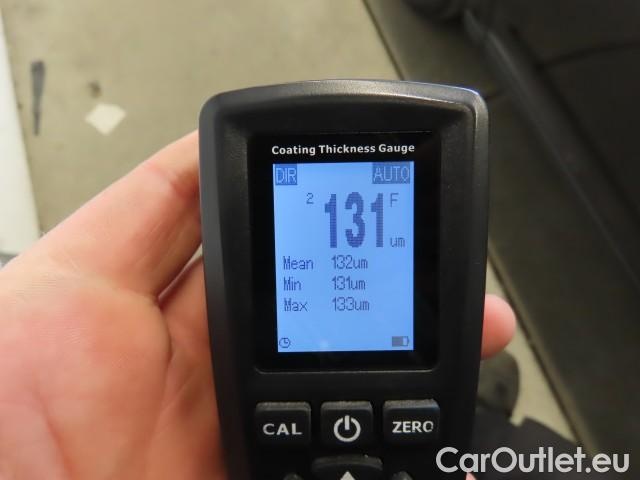 Coating Thickness Gauge
DIR AUTO
2 131 F
um
Mean 132um
Min 131um
Max 133um
CAL ZERO
CarOutlet.eu